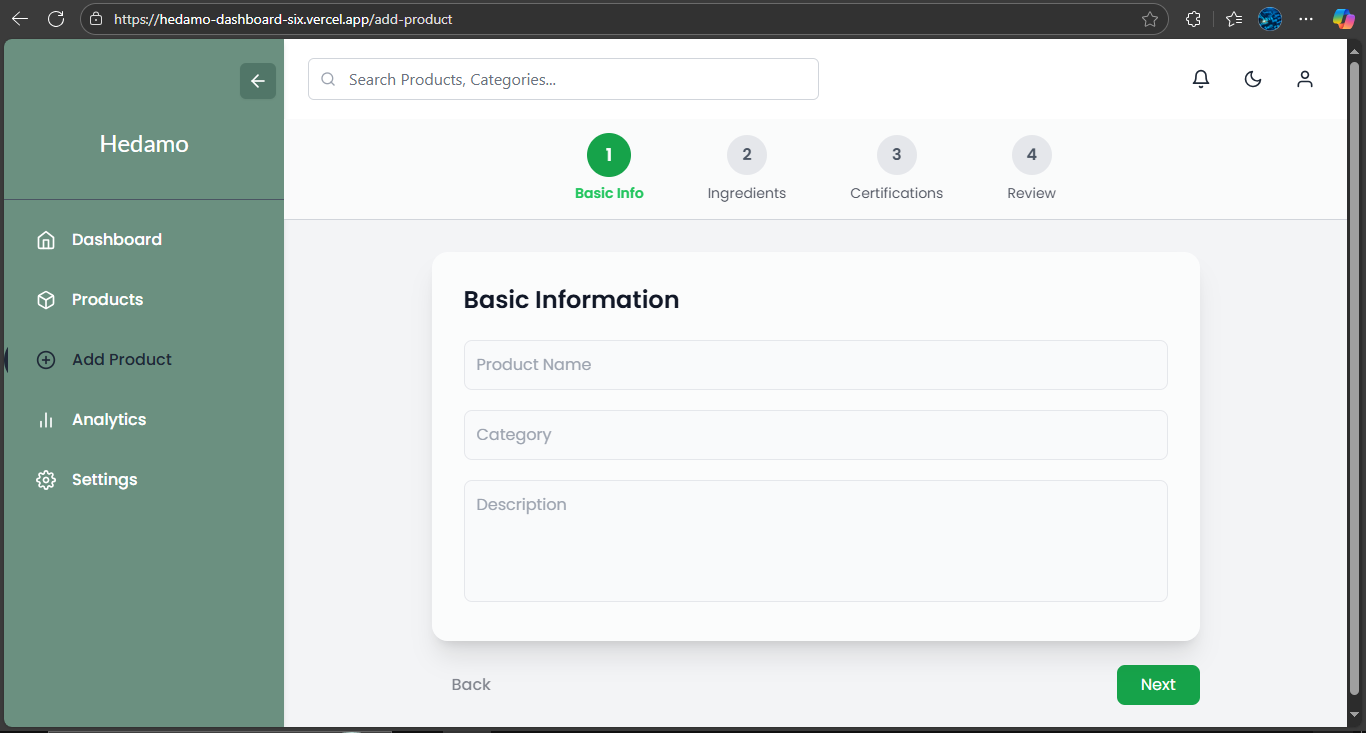 https://hedamo-dashboard-six.vercel.app/add-product
Search Products, Categories...
Hedamo
Dashboard
Products
Add Product
Analytics
Settings
1
2
3
4
Basic Info
Ingredients
Certifications
Review
Basic Information
Product Name
Category
Description
Back
Next